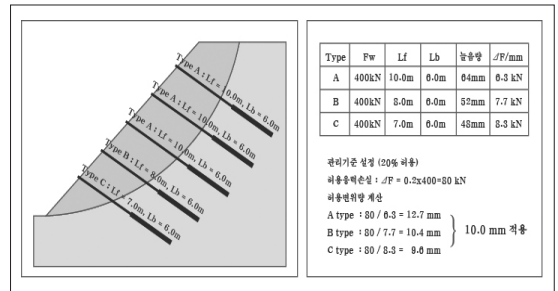 Type A : Lf = 10.0m, Lb = 6.0m
Type A : Lf = 10.0m, Lb = 6.0m
Type A : Lf = 10.0m, Lb = 6.0m
Type B : Lf = 8.0m, Lb = 6.0m
Type C : Lf = 7.0m, Lb = 6.0m
Type Fw Lf Lb 늘음량 ⊿F/mm
A 400kN 10.0m 6.0m 64mm 6.3 kN
B 400kN 8.0m 6.0m 52mm 7.7 kN
C 400kN 7.0m 6.0m 48mm 8.3 kN
관리기준 설정 (20% 허용)
허용응력손실 : ⊿F = 0.2x400=80 kN
허용변위량 계산
A type : 80 / 6.3 = 12.7 mm
B type : 80 / 7.7 = 10.4 mm
C type : 80 / 8.3 = 9.6 mm
10.0 mm 적용